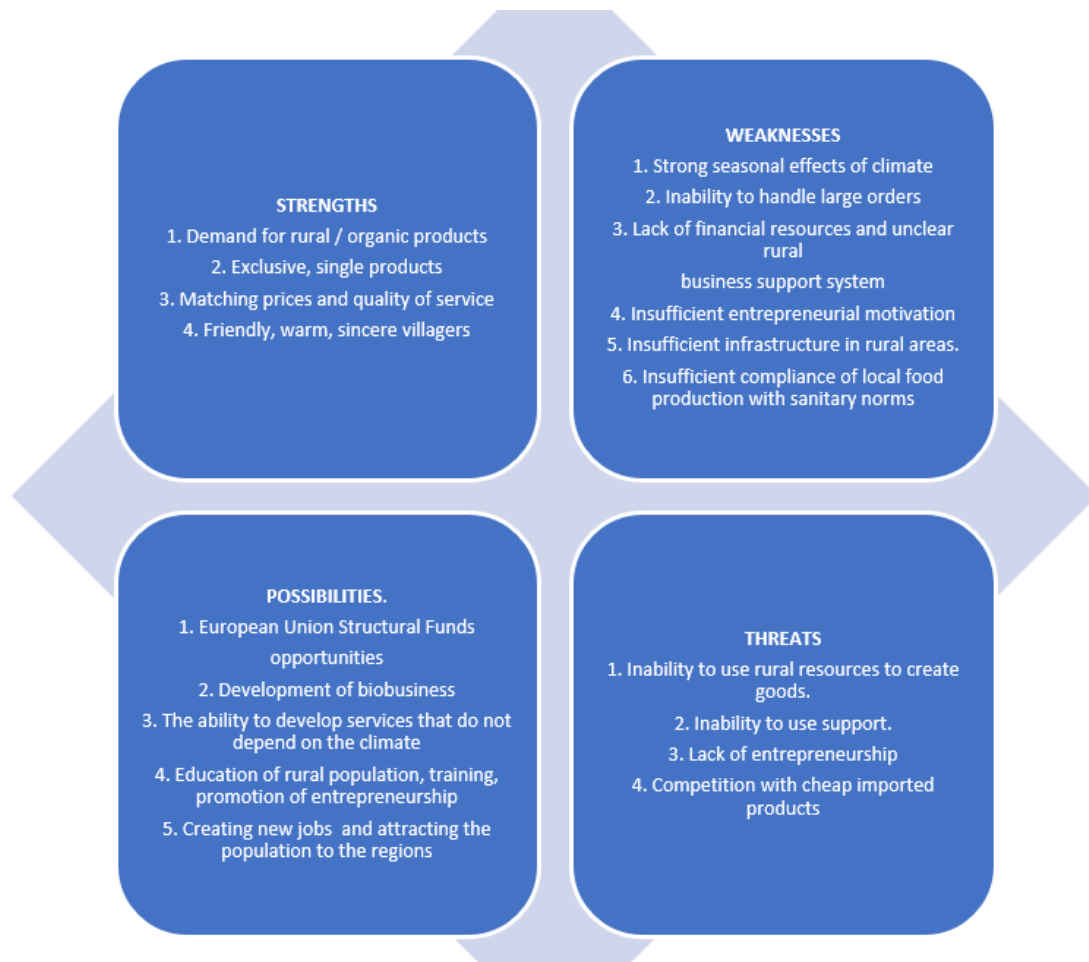 STRENGTHS
1. Demand for rural / organic products
2. Exclusive, single products
3. Matching prices and quality of service
4. Friendly, warm, sincere villagers
WEAKNESSES
1. Strong seasonal effects of climate
2. Inability to handle large orders
3. Lack of financial resources and unclear
rural
business support system
4. Insufficient entrepreneurial motivation
5. Insufficient infrastructure in rural areas.
6. Insufficient compliance of local food
production with sanitary norms
POSSIBILITIES.
1. European Union Structural Funds
opportunities
2. Development of biobusiness
3. The ability to develop services that do not
depend on the climate
4. Education of rural population, training,
promotion of entrepreneurship
5. Creating new jobs and attracting the
population to the regions
THREATS
1. Inability to use rural resources to create
goods.
2. Inability to use support.
3. Lack of entrepreneurship
4. Competition with cheap imported
products